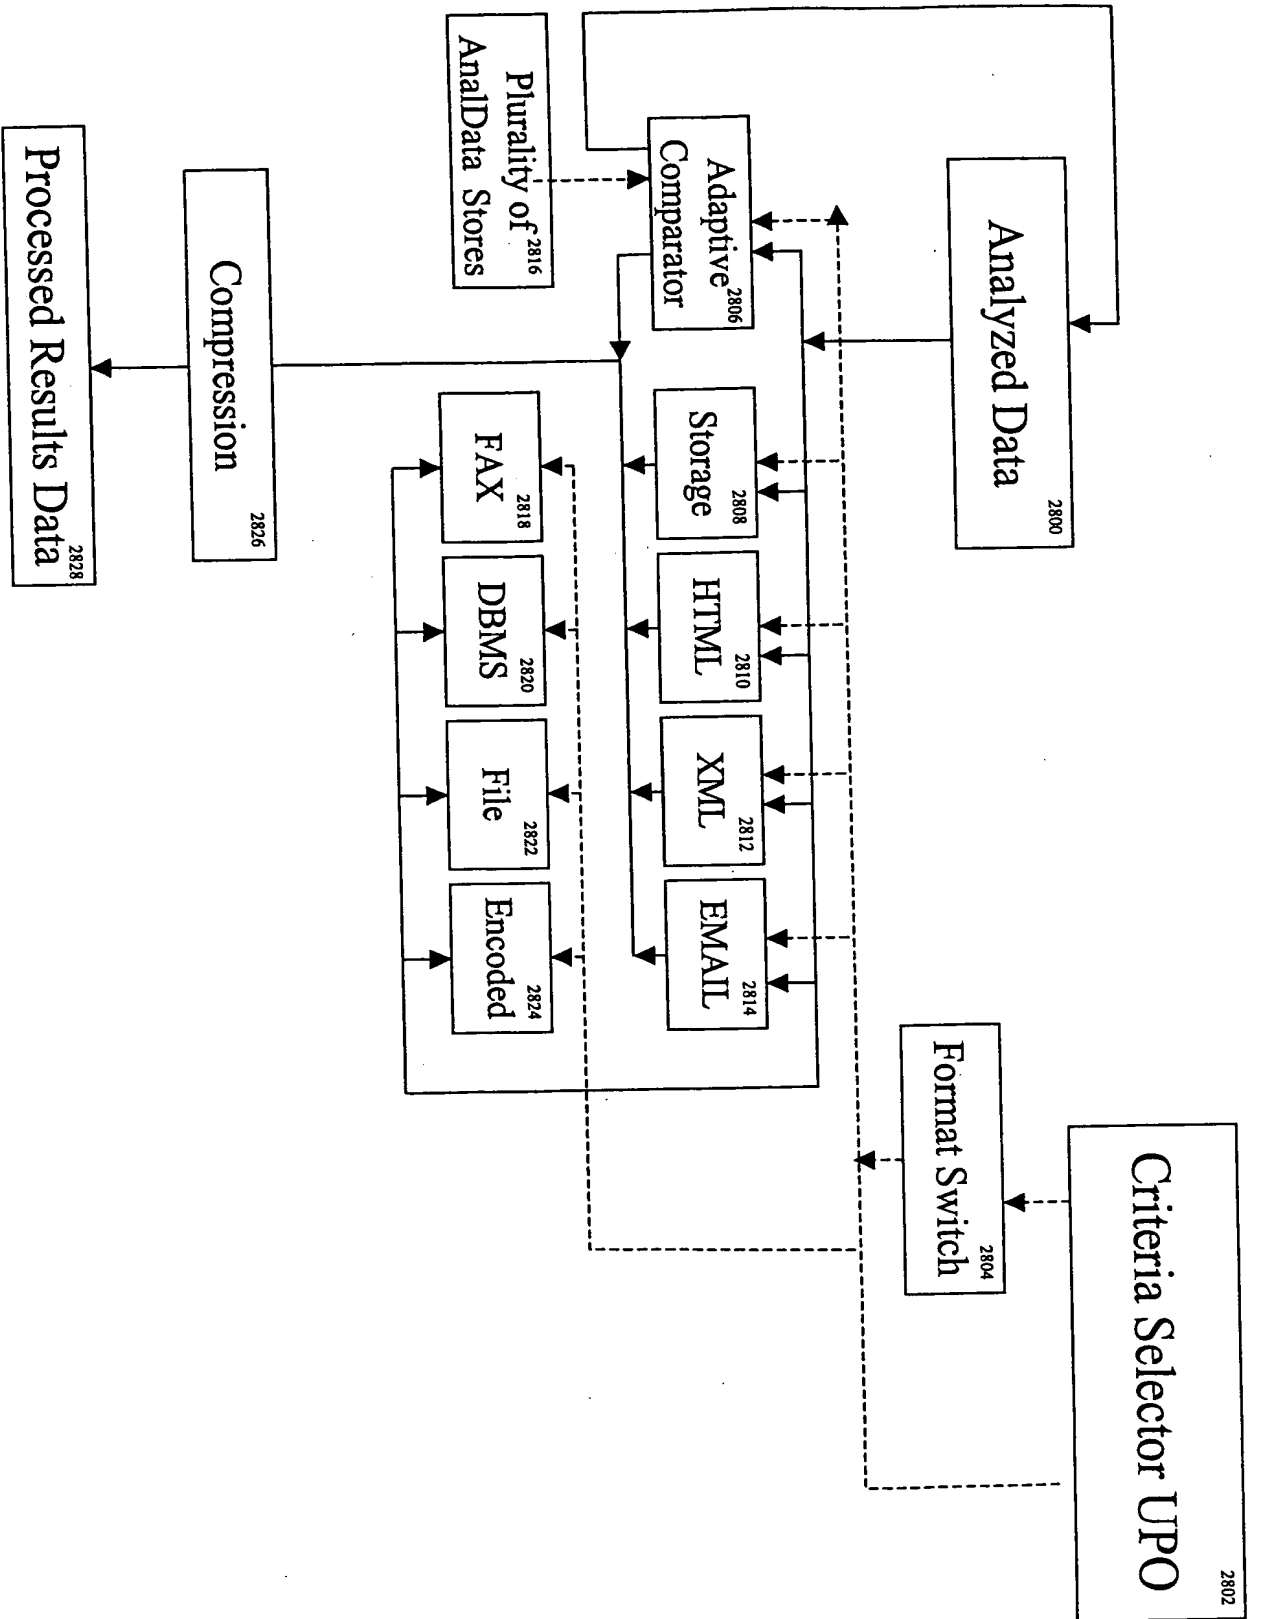 Analyzed Data
2800
Criteria Selector UPO
2802
Format Switch
2804
Adaptive
Comparator
2806
Storage
2808
HTML
2810
XML
2812
EMAIL
2814
Plurality of
AnalData Stores
2816
FAX
2818
DBMS
2820
File
2822
Encoded
2824
Compression
2826
Processed Results Data
2828